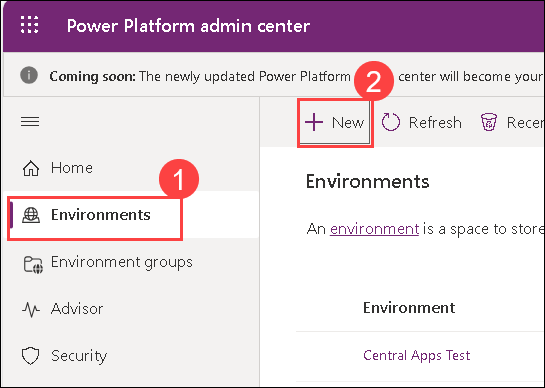 Power Platform admin center
Coming soon: The newly updated Power Platform center will become your
2
+ New Refresh Recen
Home
1
Environments
Environments
Environment groups
An environment is a space to store
Advisor
Environment
Security
Central Apps Test